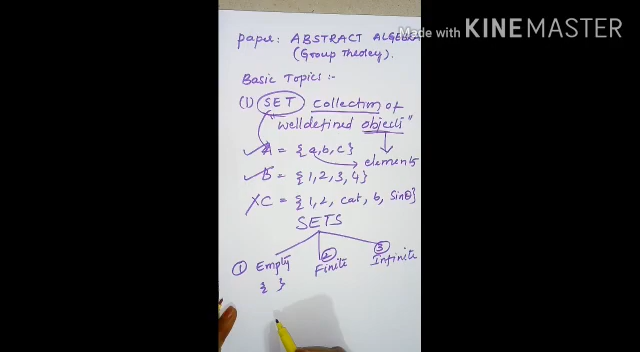 Made with KINEMASTER
Paper: ABSTRACT ALGEBRA
(Group Theory).
Basic Topics :-
(1) SET "collection of
welldefined objects"
✓ A = {a, b, c} → elements
✓ B = {1, 2, 3, 4}
X C = {1, 2, cat, b, Sinθ}
SETS
① Empty ② Finite ③ Infinite
{ }